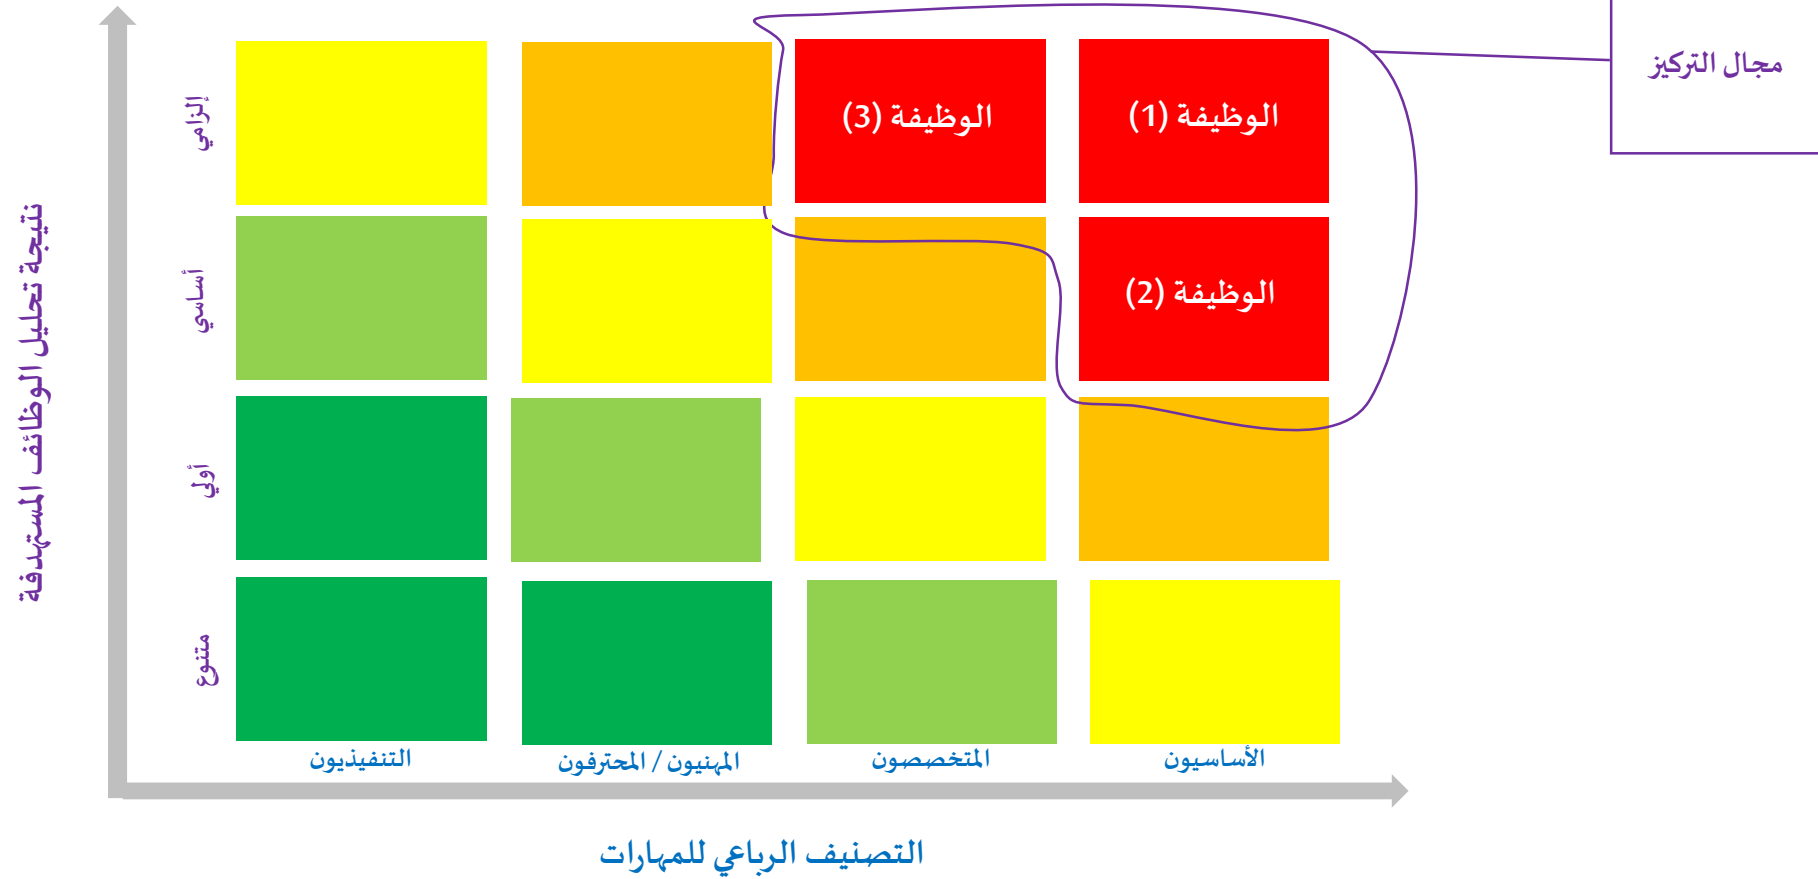 مجال التركيز
نتيجة تحليل الوظائف المستهدفة
إلزامي
الوظيفة (1)
الوظيفة (3)
أساسي
الوظيفة (2)
أولي
متنوع
الأساسيون
المتخصصون
المهنيون / المحترفون
التنفيذيون
التصنيف الرباعي للمهارات